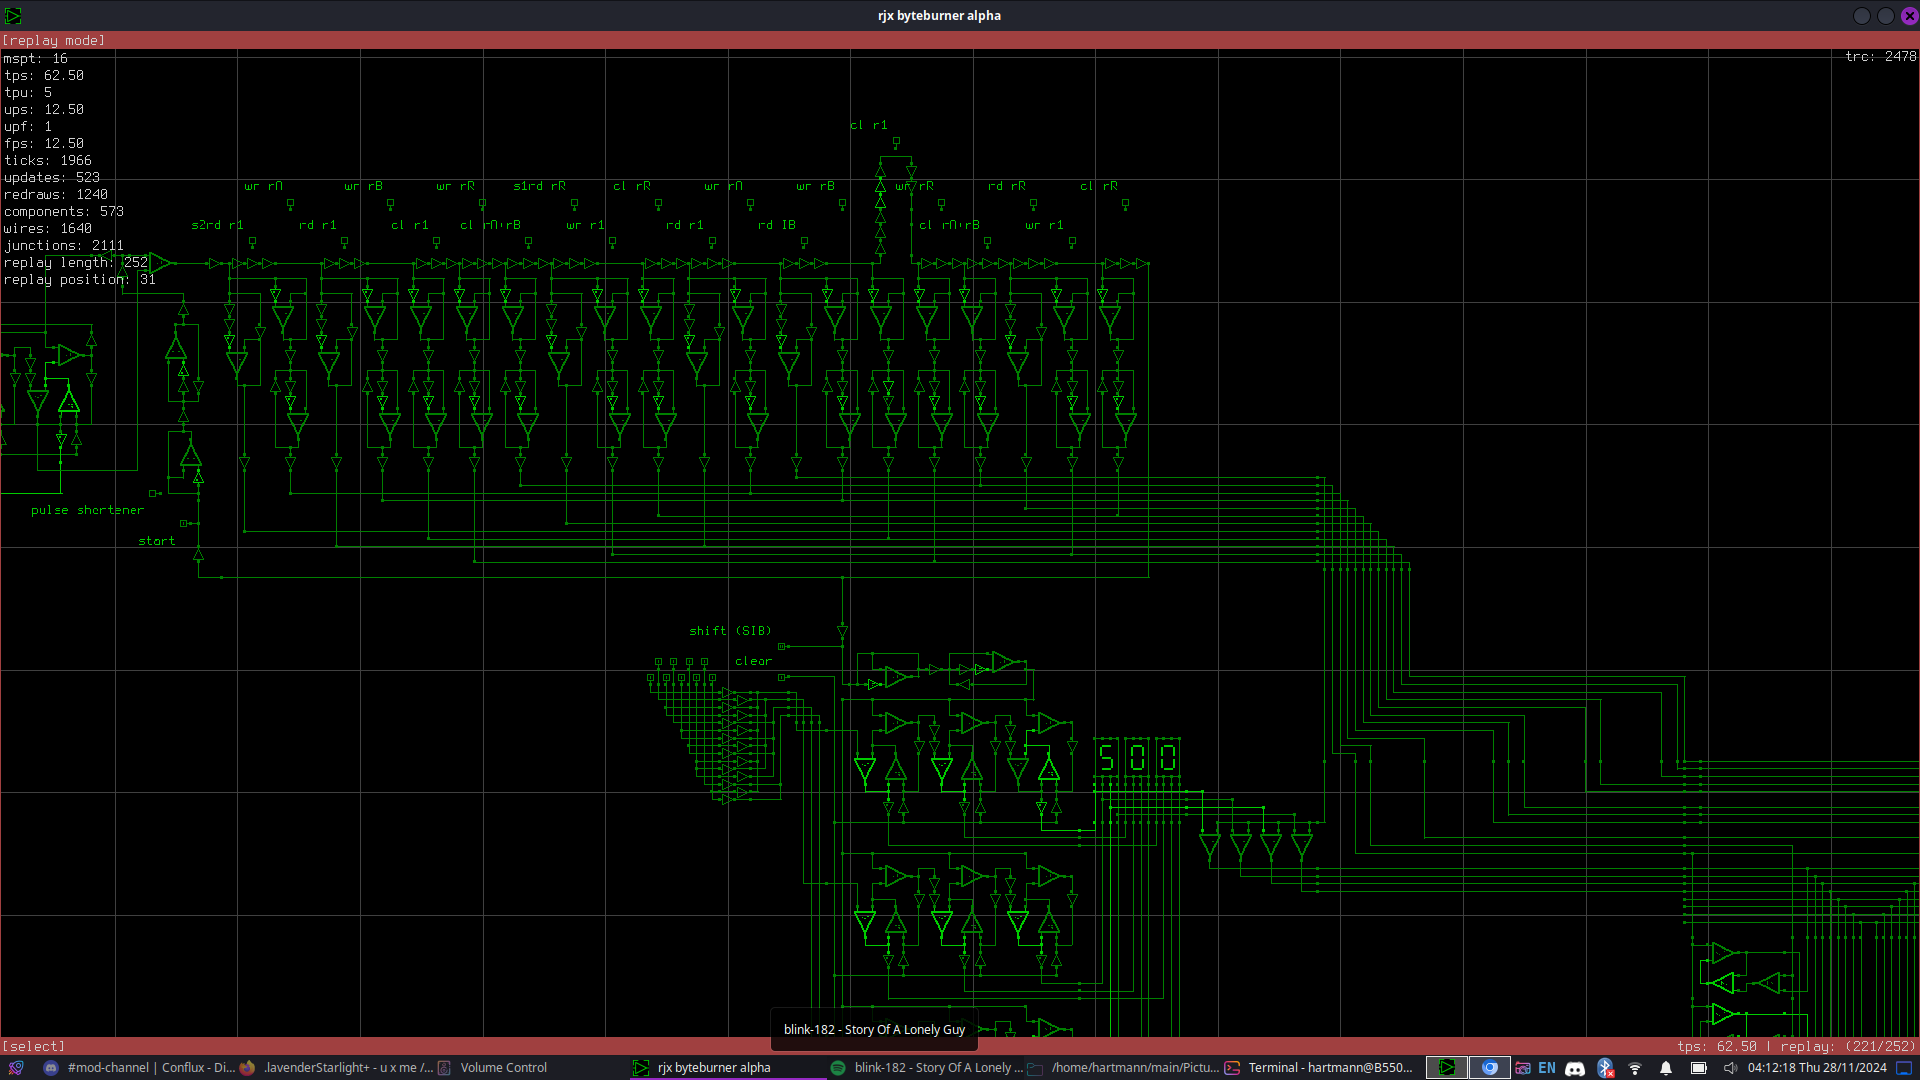 rjx byteburner alpha
[replay mode]
mspt: 16
trc: 2478
tps: 62.50
tpu: 5
ups: 12.50
upf: 1
fps: 12.50
ticks: 1966
updates: 523
redraws: 1240
components: 573
wires: 1640
junctions: 2111
replay length: 252
replay position: 31
cl r1
wr rA
wr rB
wr rR
s1rd rR
cl rR
wr rA
wr rB
wr rR
rd rR
cl rR
s2rd r1
rd r1
cl r1
cl rA+rB
wr r1
rd r1
rd IB
cl rA+rB
wr r1
pulse shortener
start
shift (SIB)
clear
500
blink-182 - Story Of A Lonely Guy
[select]
tps: 62.50 | replay: (221/252)
#mod-channel | Conflux - Di...
.lavenderStarlight+ - u x me /...
Volume Control
rjx byteburner alpha
blink-182 - Story Of A Lonely ...
/home/hartmann/main/Pictu...
Terminal - hartmann@B550...
EN
04:12:18 Thu 28/11/2024